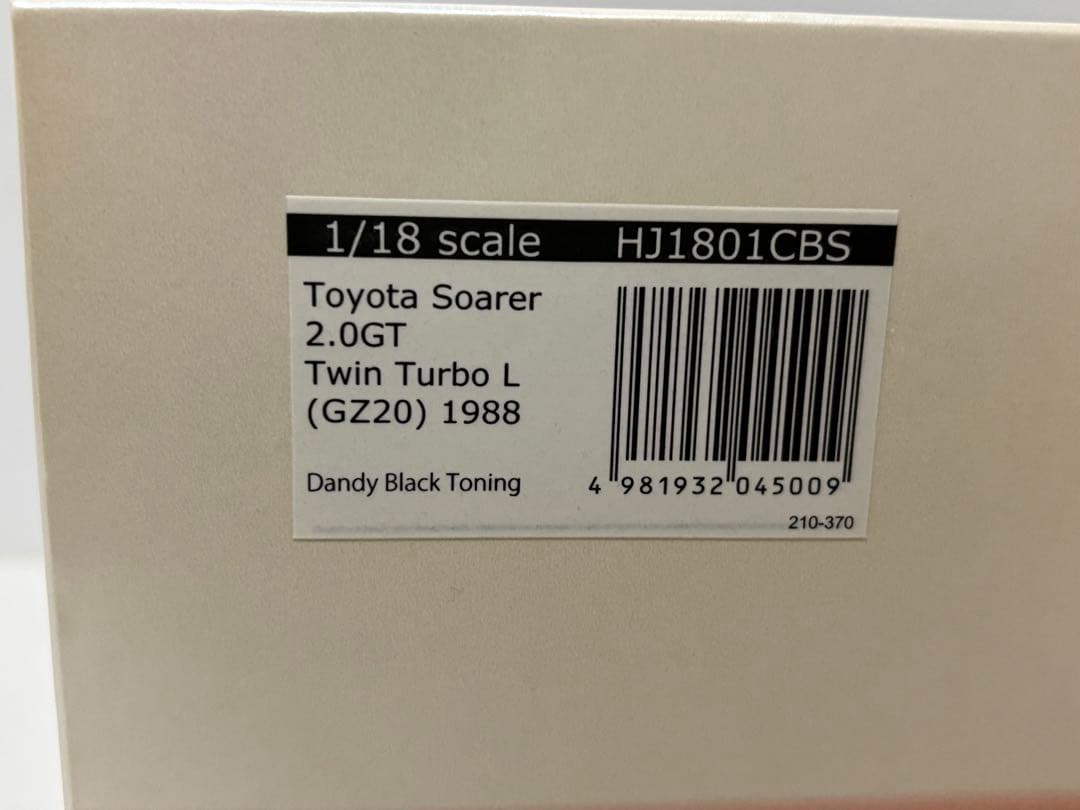 1/18 scale HJ1801CBS
Toyota Soarer
2.0GT
Twin Turbo L
(GZ20) 1988
Dandy Black Toning
4 981932 045009
210-370